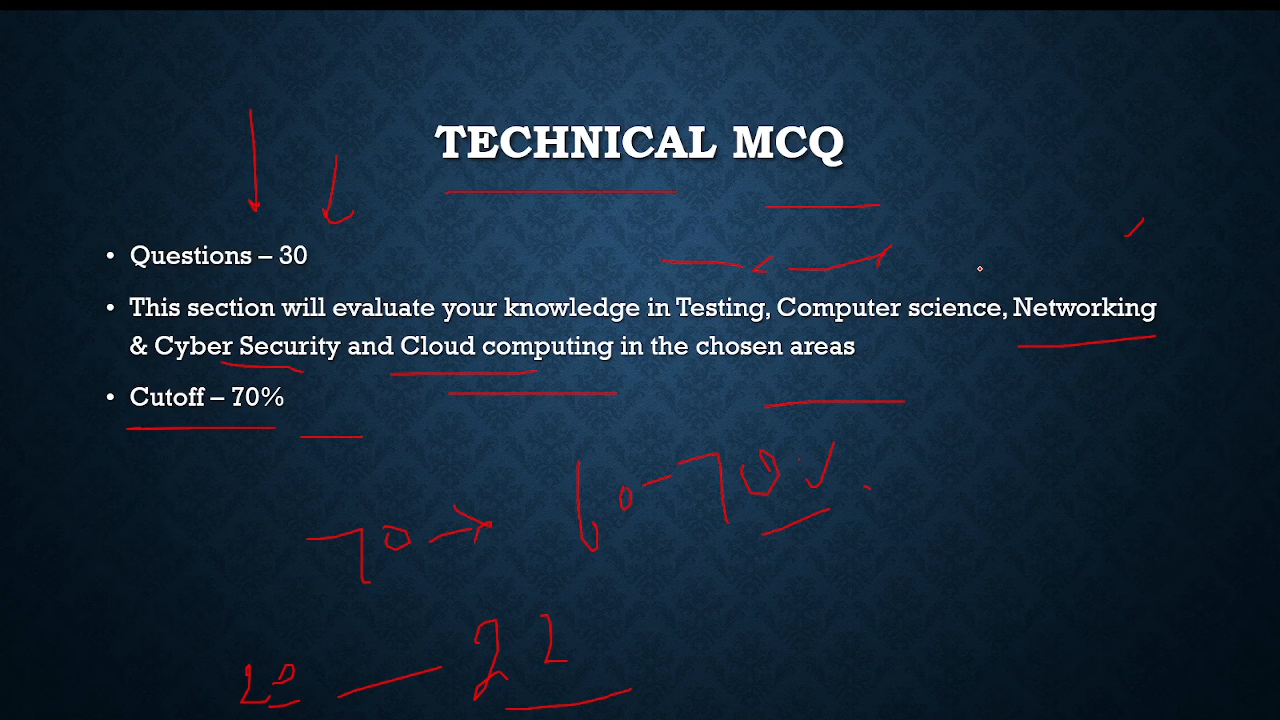 TECHNICAL MCQ
• Questions – 30
• This section will evaluate your knowledge in Testing, Computer science, Networking
& Cyber Security and Cloud computing in the chosen areas
• Cutoff – 70%
60 - 70 ✓
70 →
20 — 22